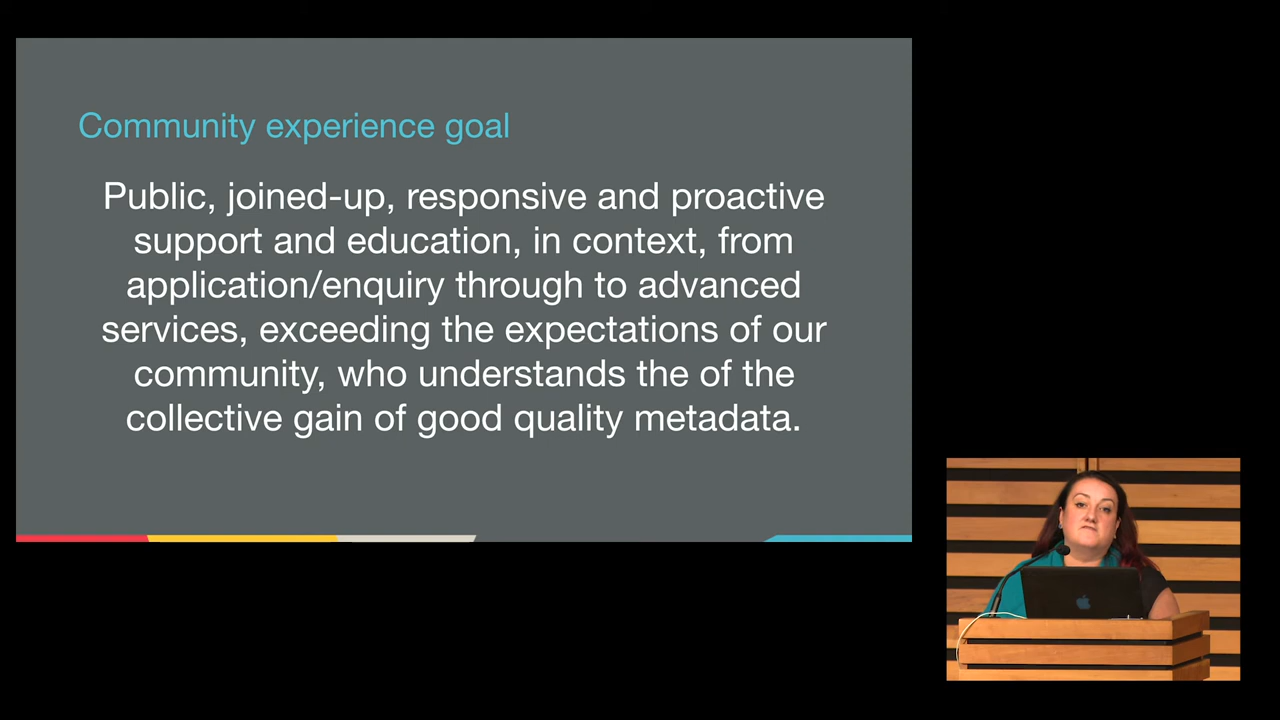 Community experience goal
Public, joined-up, responsive and proactive
support and education, in context, from
application/enquiry through to advanced
services, exceeding the expectations of our
community, who understands the of the
collective gain of good quality metadata.